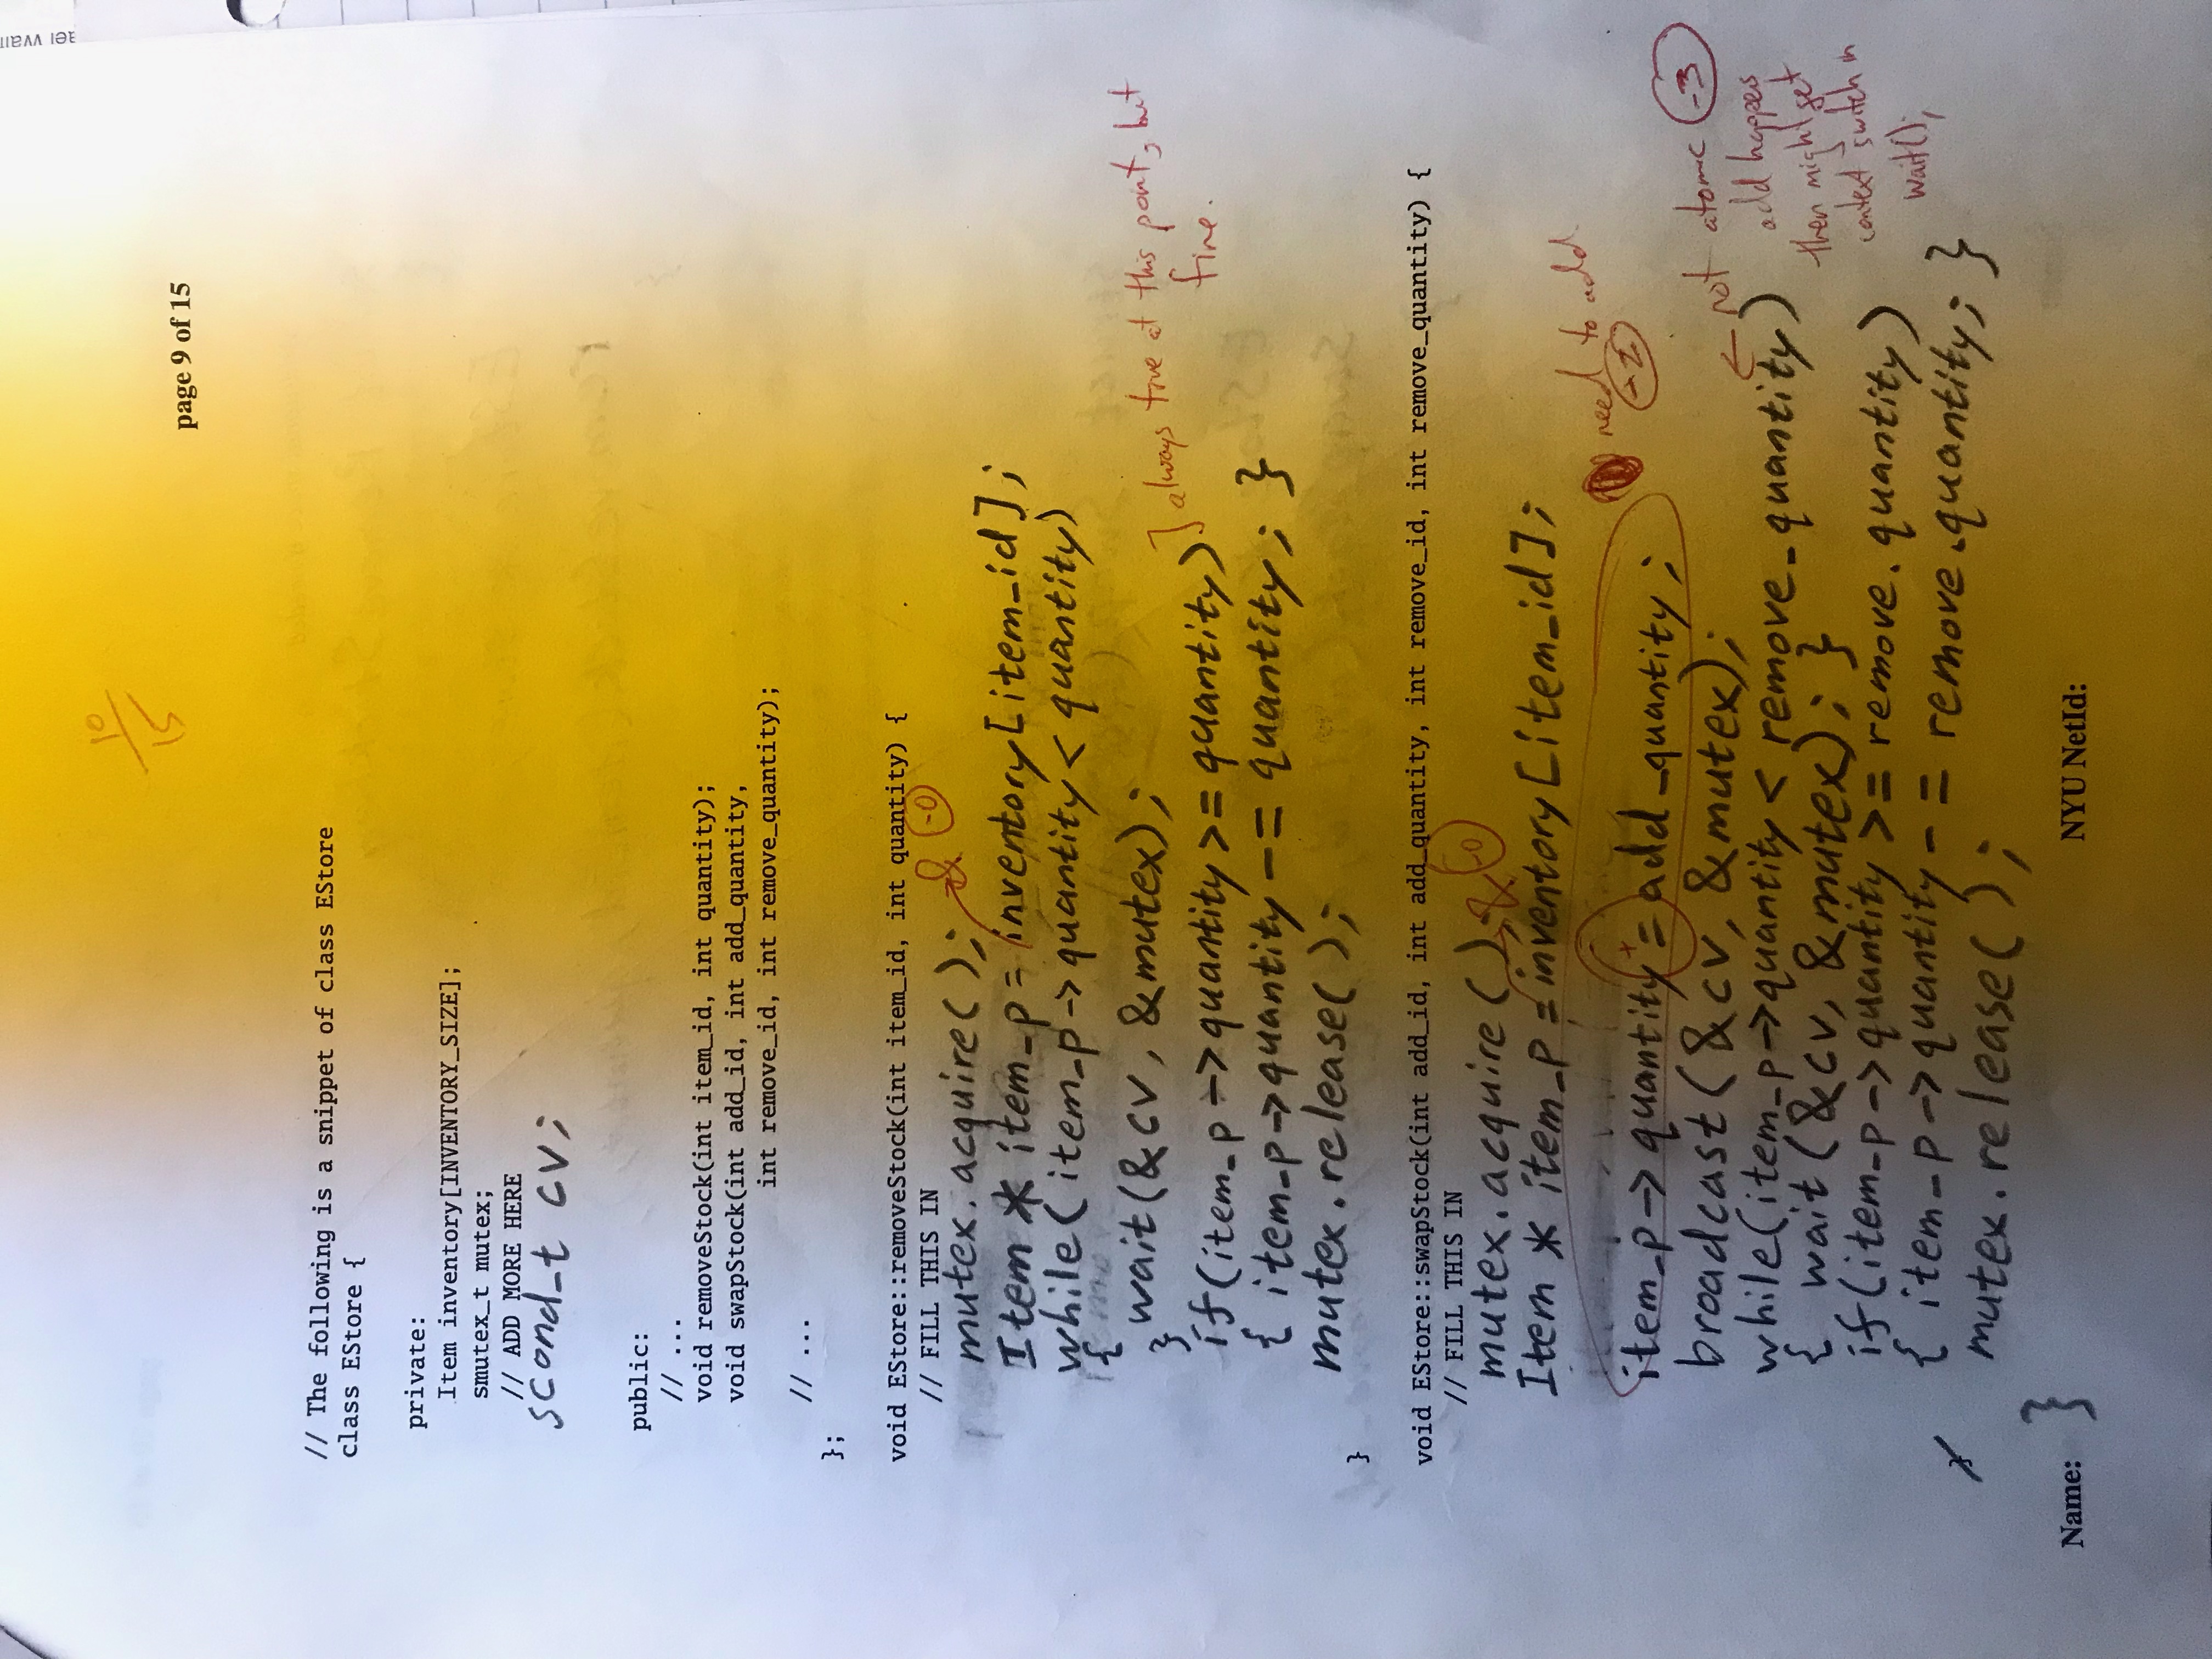 ael Wan
10
15
page 9 of 15
// The following is a snippet of class EStore
class EStore {
private:
Item inventory[INVENTORY_SIZE];
smutex_t mutex;
// ADD MORE HERE
scond_t cv;
public:
// ...
void removeStock(int item_id, int quantity);
void swapStock(int add_id, int add_quantity,
int remove_id, int remove_quantity);
// ...
};
void EStore::removeStock(int item_id, int quantity) {
// FILL THIS IN
& -0
mutex.acquire();
Item * item_p = inventory[item_id];
while(item_p->quantity < quantity)
{
wait(&cv, &mutex);
}
] always true at this point, but
fine.
if(item_p->quantity >= quantity)
{ item_p->quantity -= quantity; }
mutex.release();
}
void EStore::swapStock(int add_id, int add_quantity, int remove_id, int remove_quantity) {
// FILL THIS IN
mutex.acquire(); & -0
Item * item_p = inventory[item_id];
need to add
-2
item_p-> quantity += add_quantity;
broadcast(&cv, &mutex);
← not atomic -3
add happens
then might get
context switch in
wait();
while(item_p->quantity < remove_quantity)
{ wait(&cv, &mutex); }
if(item_p->quantity >= remove.quantity)
{ item_p->quantity -= remove.quantity; }
mutex.release();
}
Name:
NYU NetId: